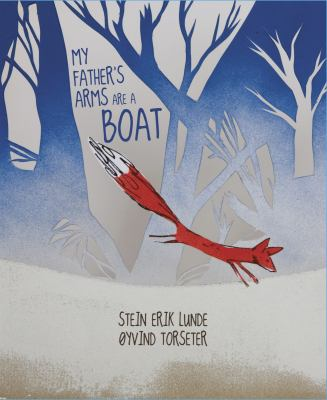 MY
FATHER'S
ARMS ARE A
BOAT
STEIN ERIK LUNDE
ØYVIND TORSETER